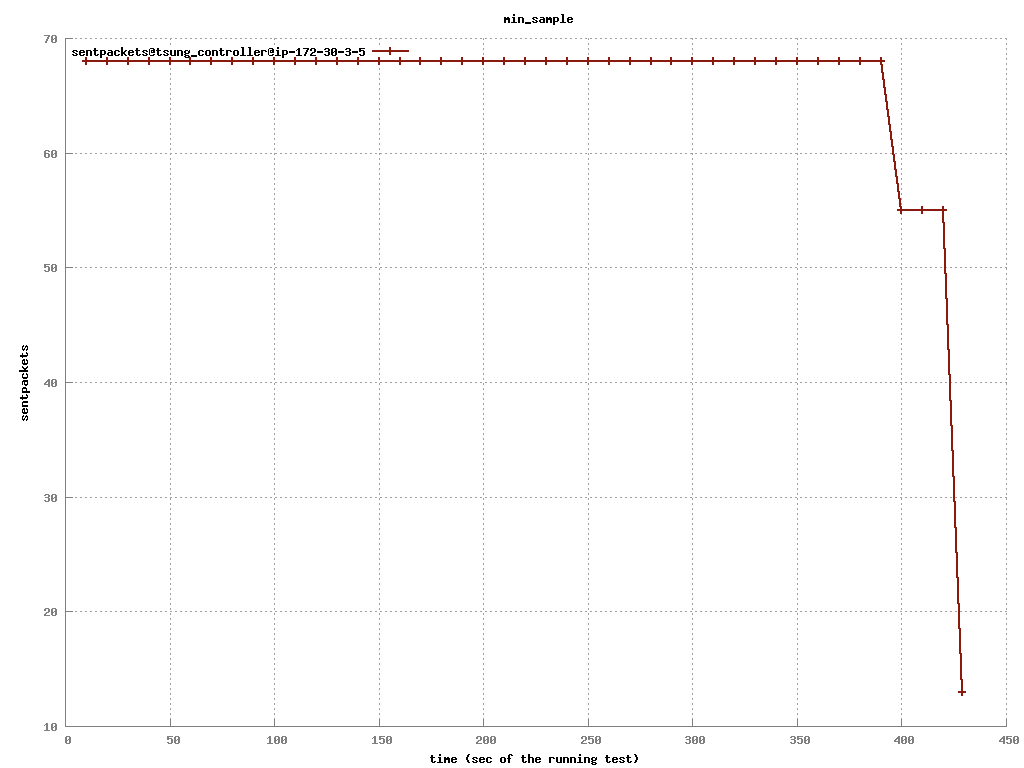 min_sample
70
sentpackets@tsung_controller@ip-172-30-3-5
60
50
sentpackets
40
30
20
10
0 50 100 150 200 250 300 350 400 450
time (sec of the running test)